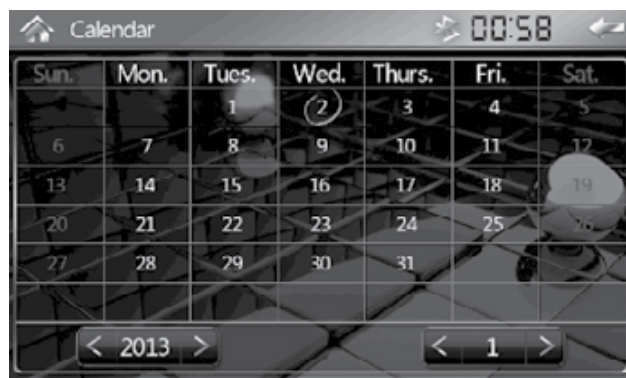 Calendar 00:58
Sun. Mon. Tues. Wed. Thurs. Fri. Sat.
1 2 3 4 5
6 7 8 9 10 11 12
13 14 15 16 17 18 19
20 21 22 23 24 25 26
27 28 29 30 31
< 2013 > < 1 >